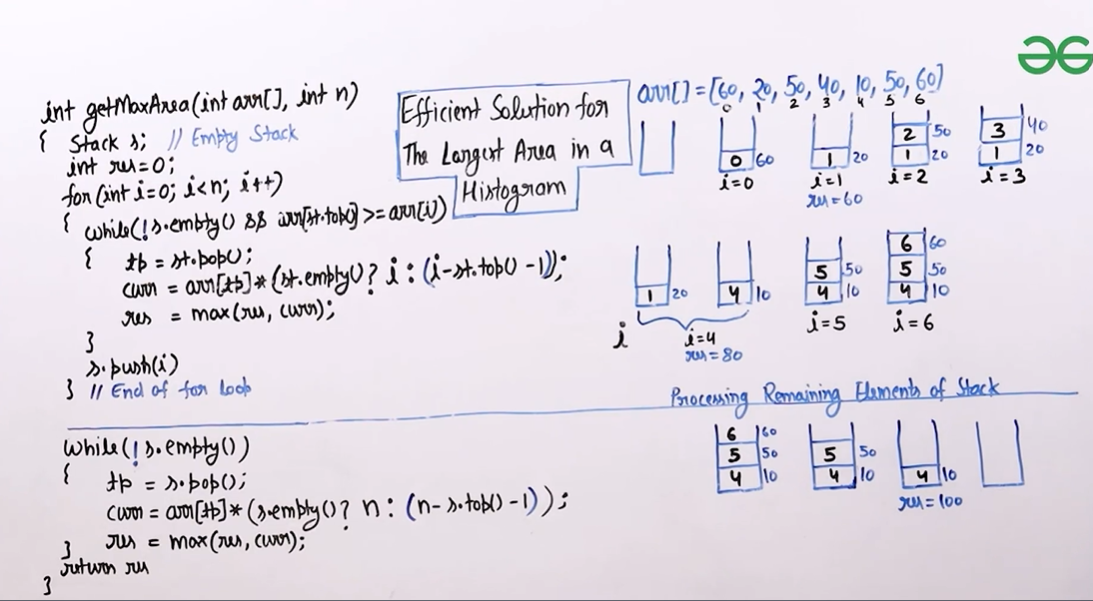 int getMaxArea(int arr[], int n)
{ Stack s; // Empty Stack
int res=0;
for(int i=0; i<n; i++)
{ while(!s.empty() && arr[st.top()] >= arr[i])
{ tp = st.pop();
curr = arr[tp]*(st.empty()? i : (i-st.top() -1));
res = max(res, curr);
}
s.push(i)
} // End of for loop
while(!s.empty())
{ tp = s.pop();
curr = arr[tp]*(s.empty()? n : (n-s.top() -1));
} res = max(res, curr);
return res
}
Efficient Solution for
The Largest Area in a
Histogram
arr[] = [60, 20, 50, 40, 10, 50, 60]
0 1 2 3 4 5 6
0 60
i=0
1 20
i=1
res=60
2 50
1 20
i=2
3 40
1 20
i=3
i
1 20
4 10
i=4
res=80
5 50
4 10
i=5
6 60
5 50
4 10
i=6
Processing Remaining Elements of Stack
6 60
5 50
4 10
5 50
4 10
4 10
res=100